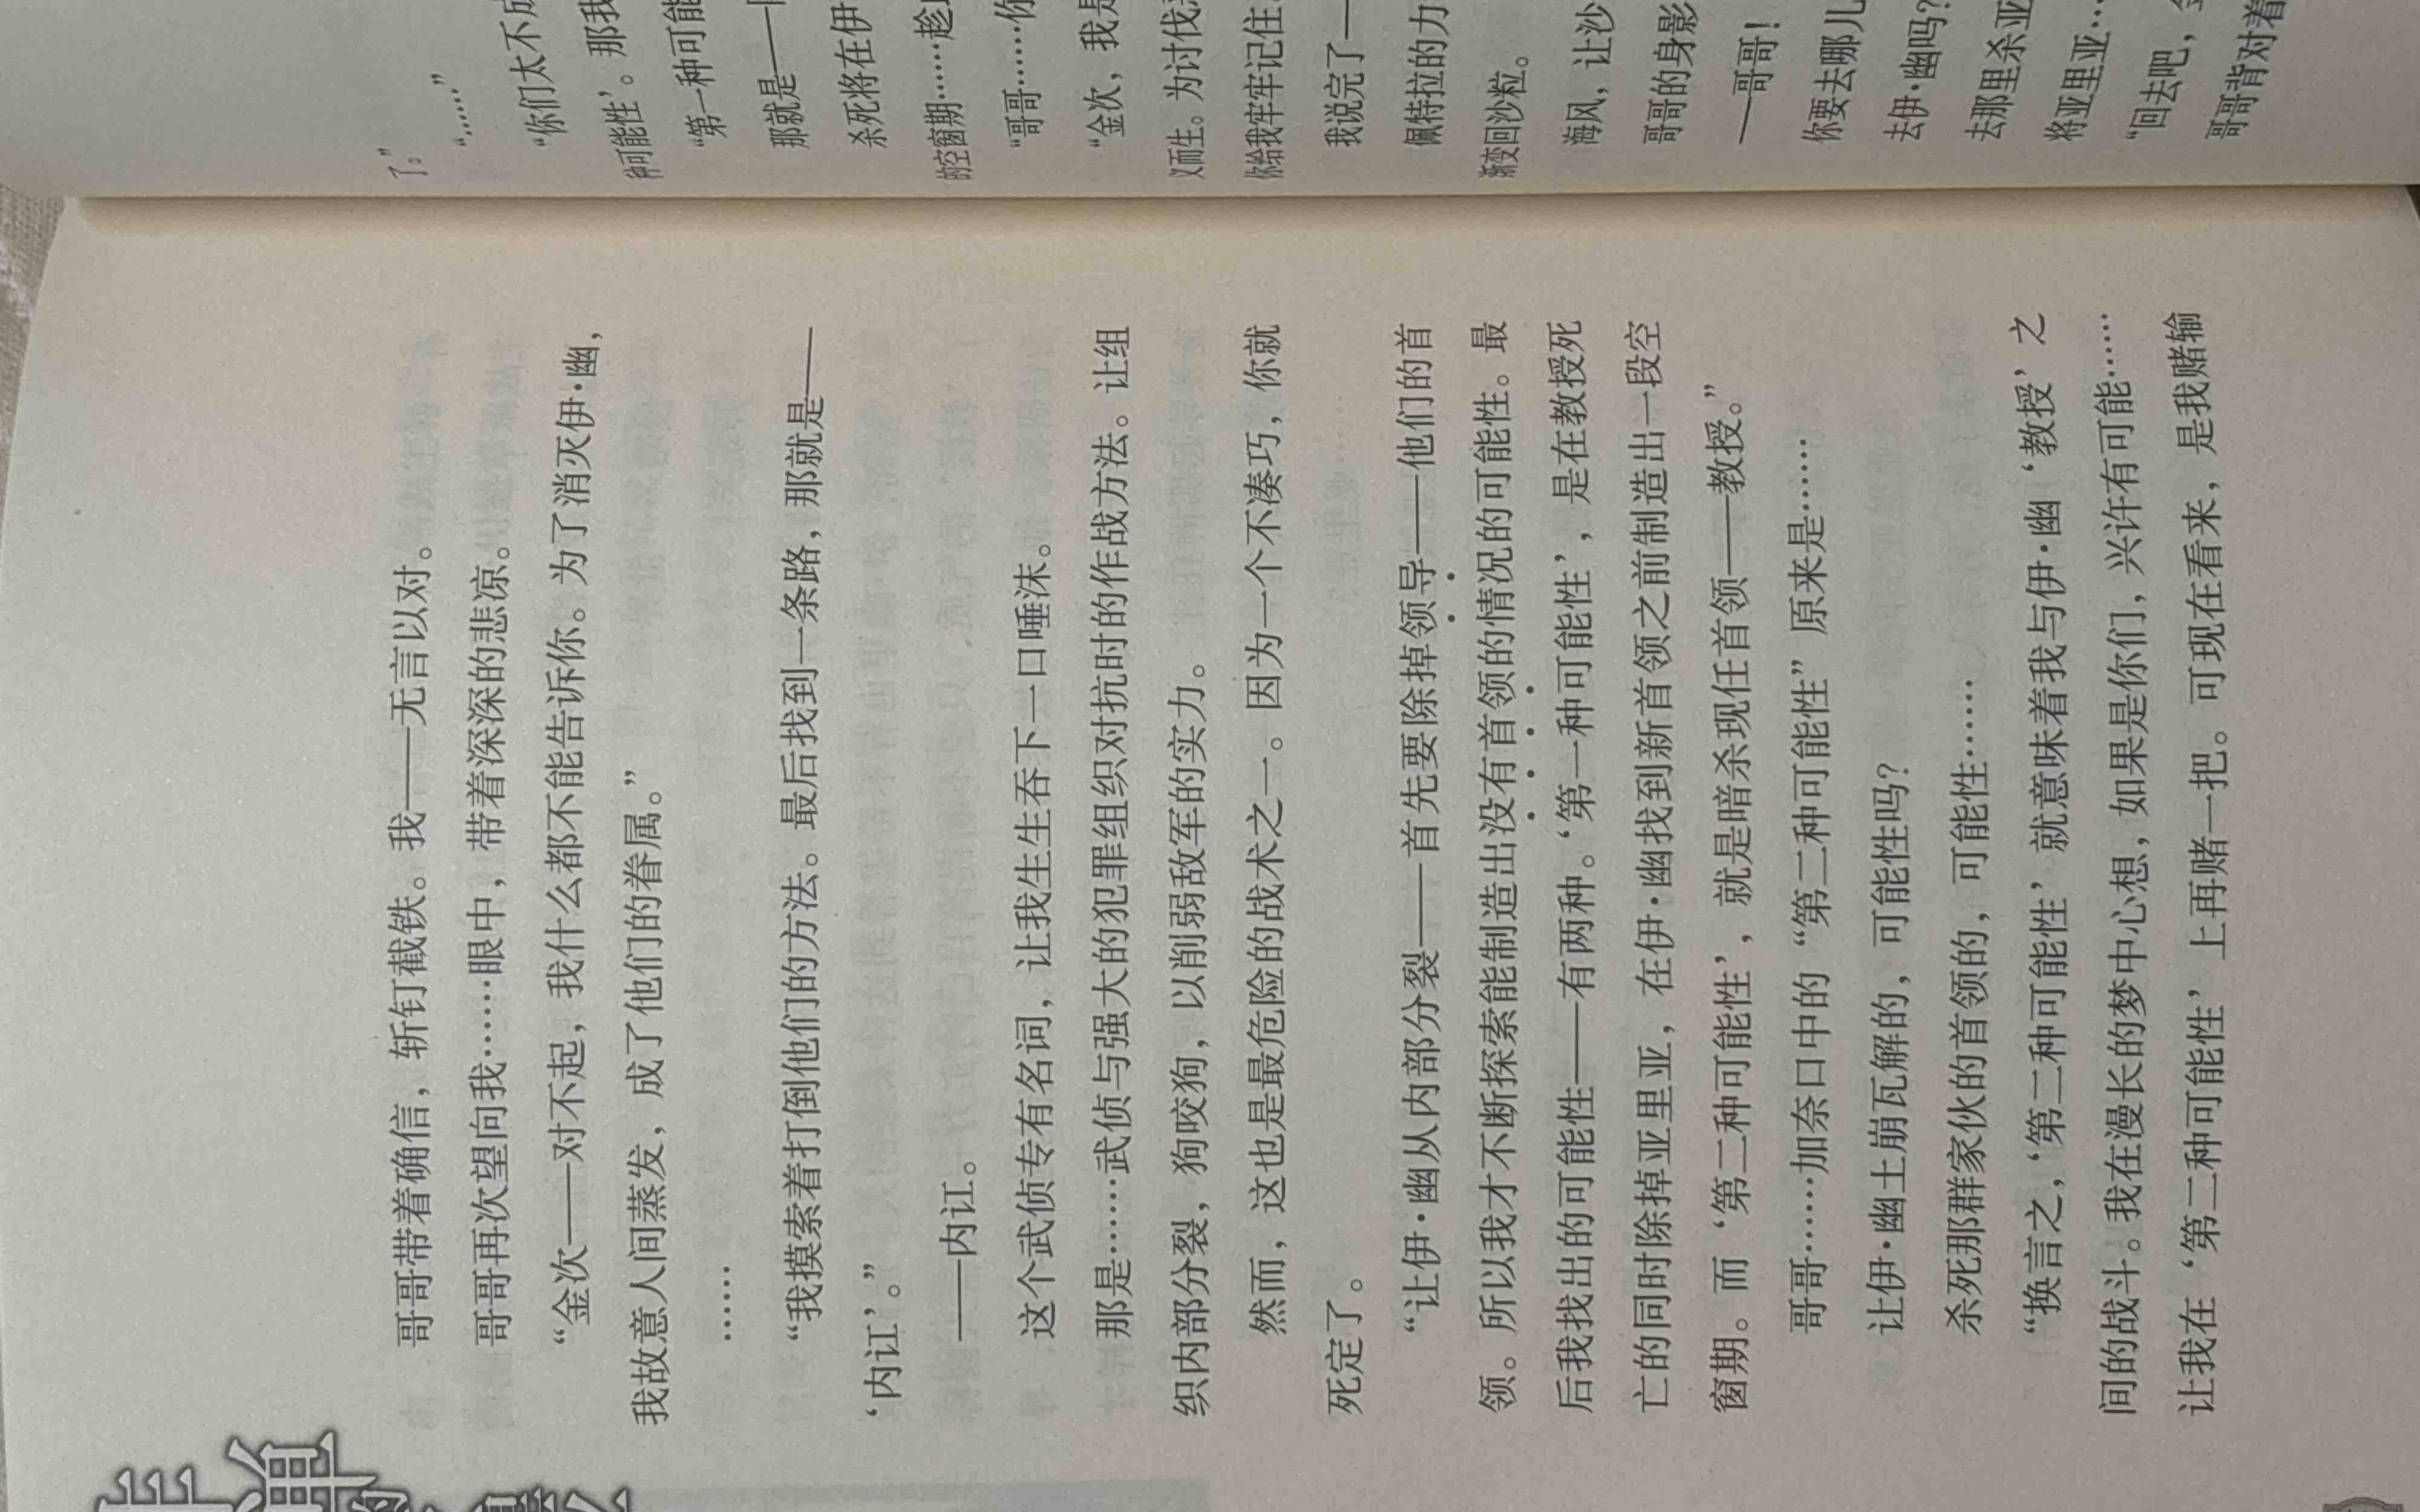 弹
哥哥带着确信，斩钉截铁。我——无言以对。
哥哥再次望向我……眼中，带着深深的悲凉。
“金次——对不起，我什么都不能告诉你。为了消灭伊·幽，
我故意人间蒸发，成了他们的眷属。”
……
“我摸索着打倒他们的方法。最后找到一条路，那就是——
‘内讧’。”
——内讧。
这个武侦专有名词，让我生生吞下一口唾沫。
那是……武侦与强大的犯罪组织对抗时的作战方法。让组
织内部分裂，狗咬狗，以削弱敌军的实力。
然而，这也是最危险的战术之一。因为一个不凑巧，你就
死定了。
“让伊·幽从内部分裂——首先要除掉领导——他们的首
领。所以我才不断探索能制造出没有首领的情况的可能性。最
后我找出的可能性——有两种。‘第一种可能性’，是在教授死
亡的同时除掉亚里亚，在伊·幽找到新首领之前制造出一段空
窗期。而‘第二种可能性’，就是暗杀现任首领——教授。”
哥哥……加奈口中的“第二种可能性”原来是……
让伊·幽土崩瓦解的，可能性吗？
杀死那群家伙的首领的，可能性……
“换言之，‘第二种可能性’就意味着我与伊·幽‘教授’之
间的战斗。我在漫长的梦中心想，如果是你们，兴许有可能……
让我在‘第二种可能性’上再赌一把。可现在看来，是我赌输
了。”
“……”
“你们太不
种可能性’。那我
“第一种可能
那就是——
杀死将在伊
的空窗期……趁
“哥哥……你
“金次，我是
义而生。为讨伐
你给我牢牢记住
我说完了—
佩特拉的力
渐变回沙粒。
海风，让沙
哥哥的身影
——哥哥！
你要去哪儿
去伊·幽吗？
去那里杀亚
将亚里亚…
“回去吧，
哥哥背对着